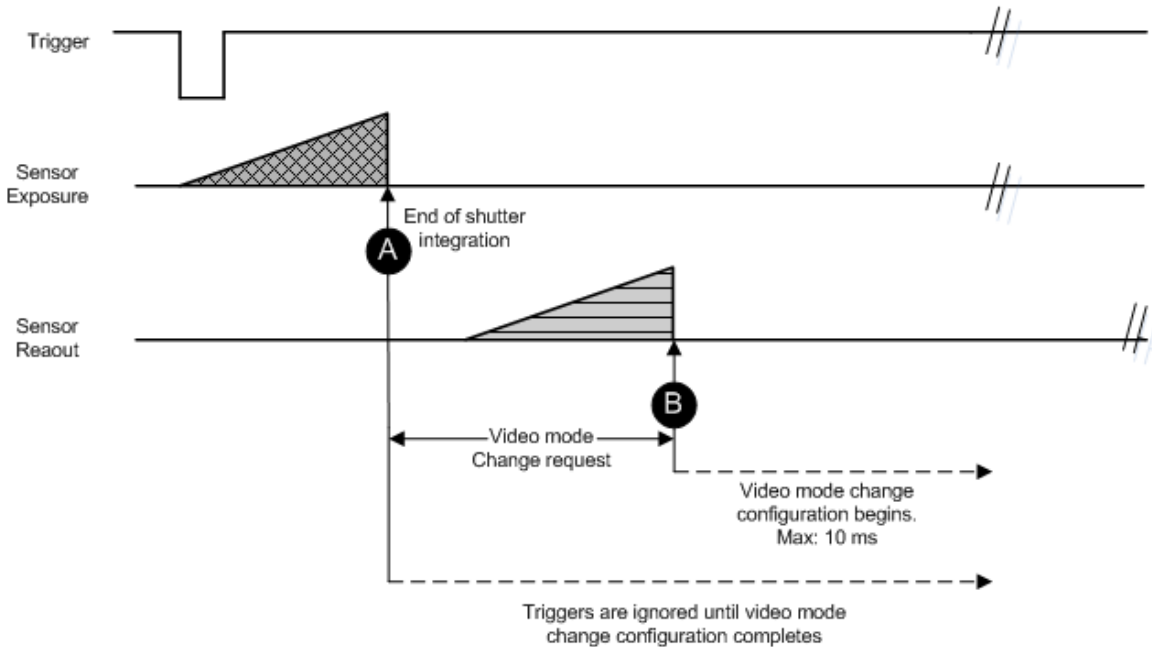 Trigger
Sensor
Exposure
End of shutter
integration
A
Sensor
Reaout
B
Video mode
Change request
Video mode change
configuration begins.
Max: 10 ms
Triggers are ignored until video mode
change configuration completes